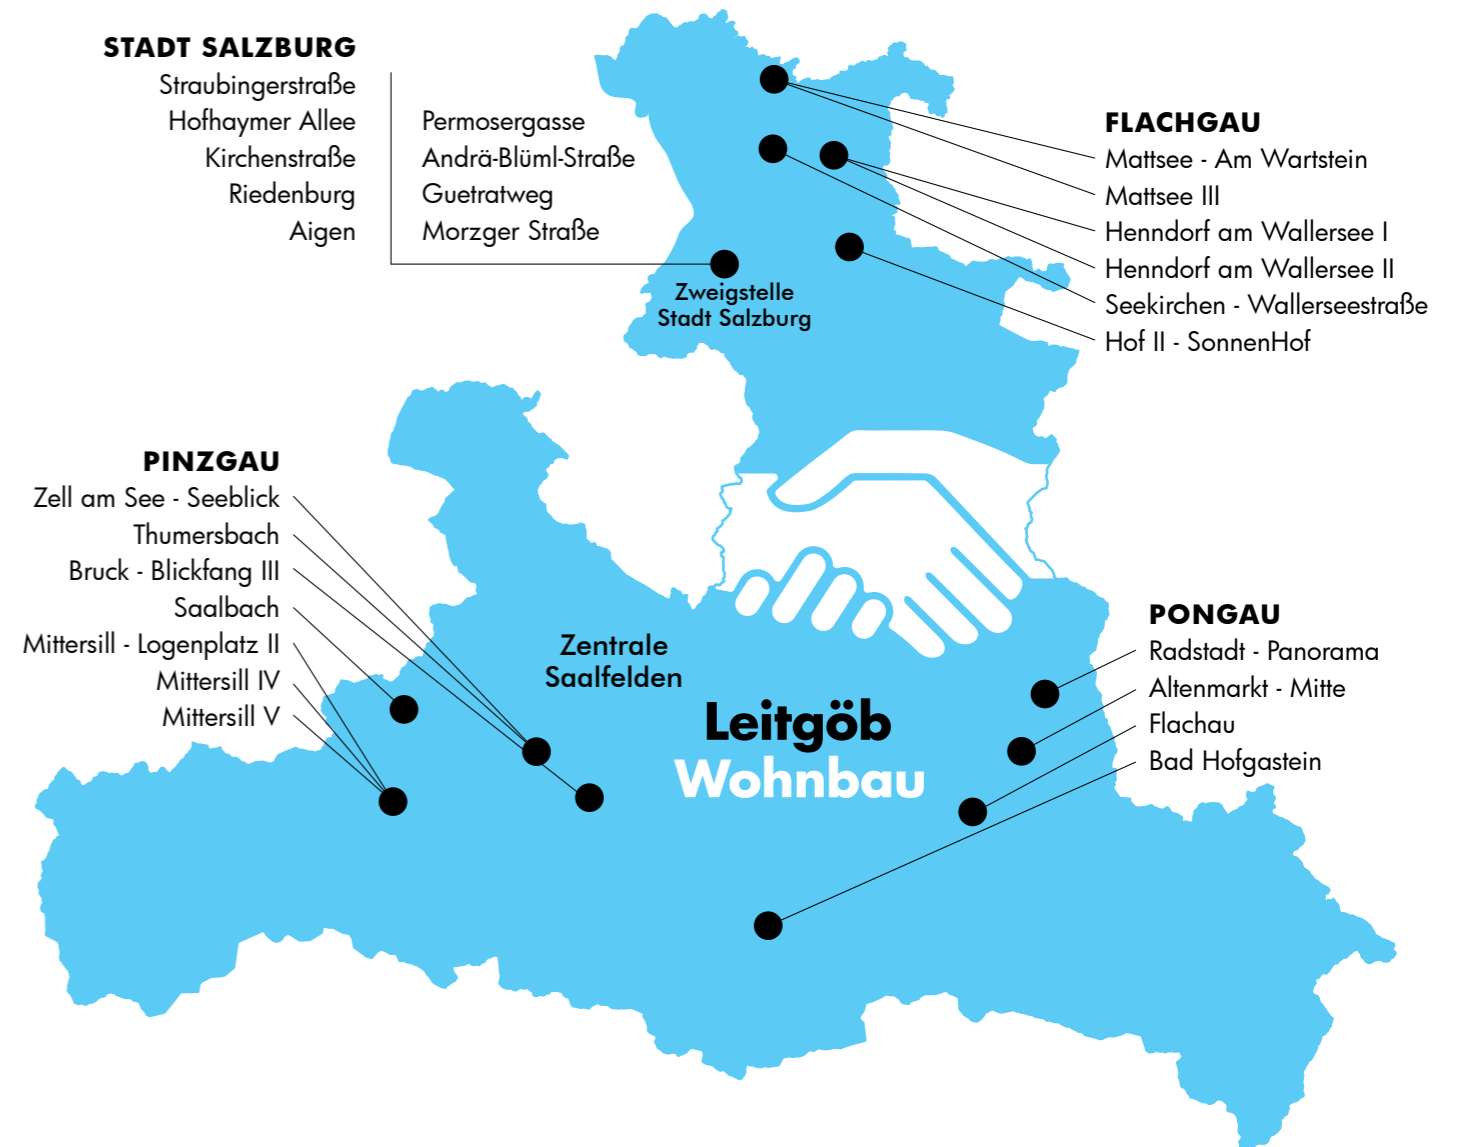 STADT SALZBURG
Straubingerstraße
Hofhaymer Allee
Kirchenstraße
Riedenburg
Aigen
Permosergasse
Andrä-Blüml-Straße
Guetratweg
Morzger Straße
Zweigstelle
Stadt Salzburg
FLACHGAU
Mattsee - Am Wartstein
Mattsee III
Henndorf am Wallersee I
Henndorf am Wallersee II
Seekirchen - Wallerseestraße
Hof II - SonnenHof
PINZGAU
Zell am See - Seeblick
Thumersbach
Bruck - Blickfang III
Saalbach
Mittersill - Logenplatz II
Mittersill IV
Mittersill V
Zentrale
Saalfelden
Leitgöb
Wohnbau
PONGAU
Radstadt - Panorama
Altenmarkt - Mitte
Flachau
Bad Hofgastein